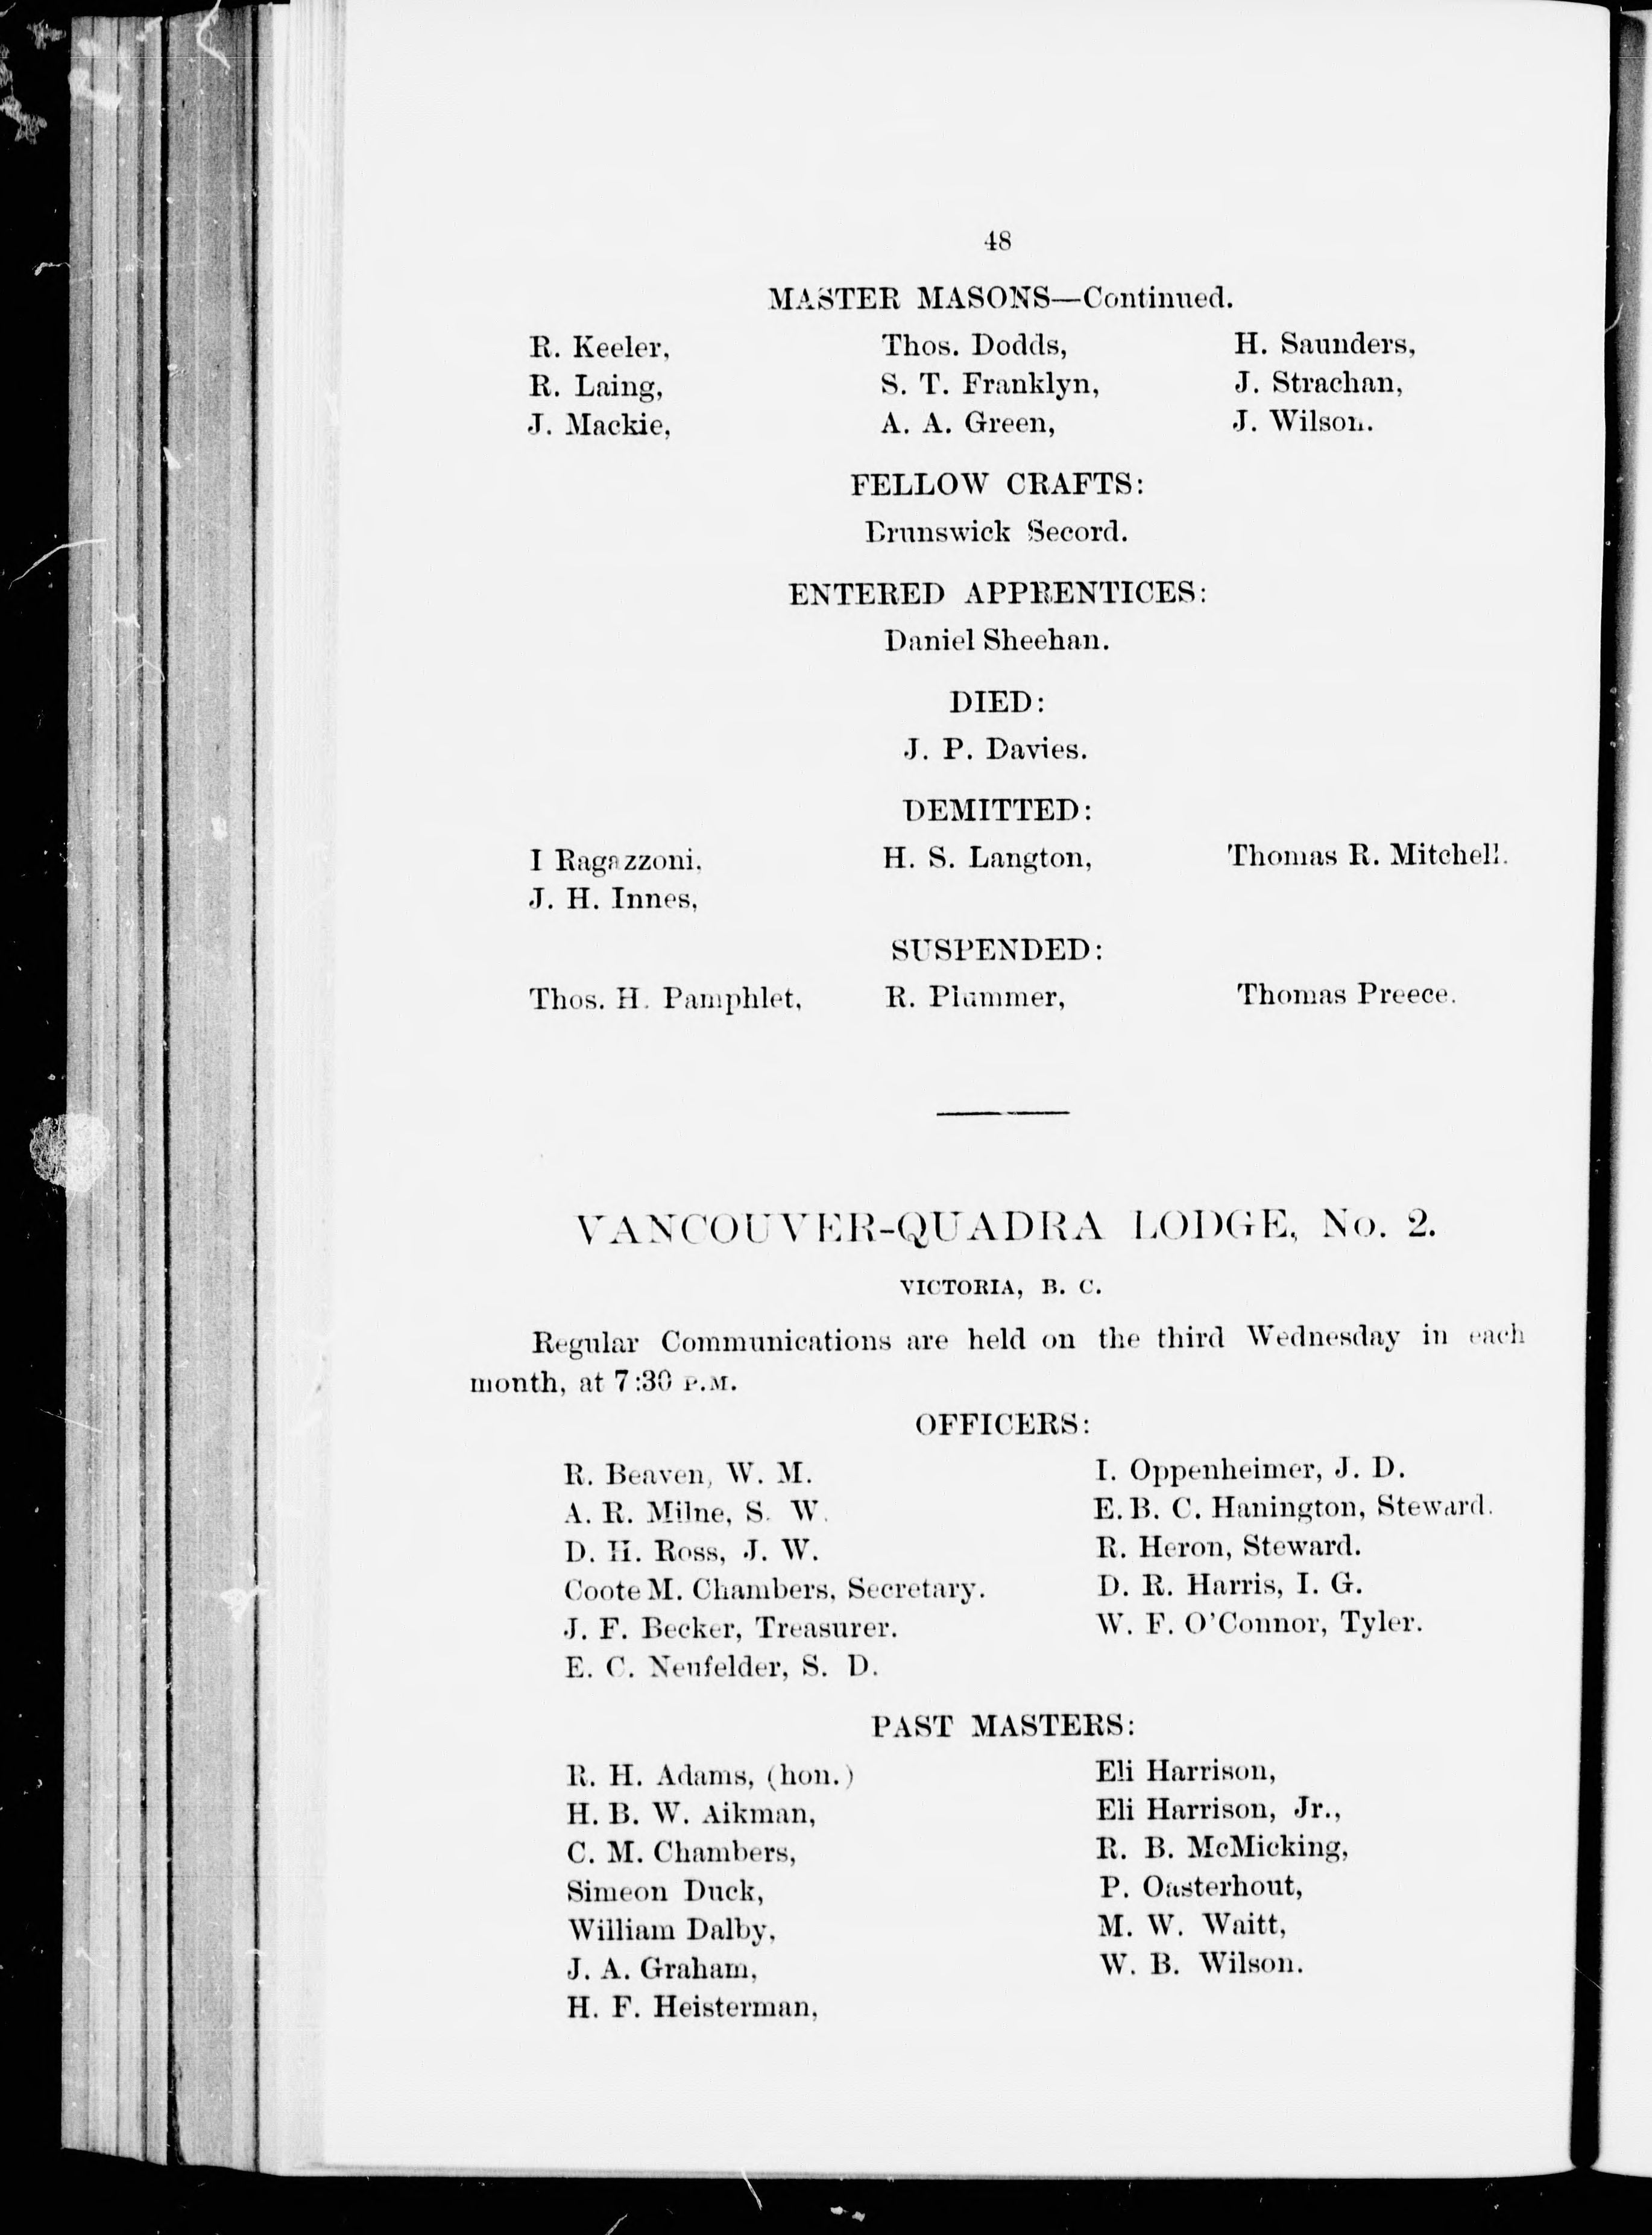 48
MASTER MASONS—Continued.
R. Keeler, Thos. Dodds, H. Saunders,
R. Laing, S. T. Franklyn, J. Strachan,
J. Mackie, A. A. Green, J. Wilson.
FELLOW CRAFTS:
Brunswick Secord.
ENTERED APPRENTICES:
Daniel Sheehan.
DIED:
J. P. Davies.
DEMITTED:
I Ragazzoni, H. S. Langton, Thomas R. Mitchell.
J. H. Innes,
SUSPENDED:
Thos. H. Pamphlet, R. Plummer, Thomas Preece.
VANCOUVER-QUADRA LODGE, No. 2.
VICTORIA, B. C.
Regular Communications are held on the third Wednesday in each
month, at 7:30 P.M.
OFFICERS:
R. Beaven, W. M.
A. R. Milne, S. W.
D. H. Ross, J. W.
Coote M. Chambers, Secretary.
J. F. Becker, Treasurer.
E. C. Neufelder, S. D.
I. Oppenheimer, J. D.
E. B. C. Hanington, Steward.
R. Heron, Steward.
D. R. Harris, I. G.
W. F. O'Connor, Tyler.
PAST MASTERS:
R. H. Adams, (hon.)
H. B. W. Aikman,
C. M. Chambers,
Simeon Duck,
William Dalby,
J. A. Graham,
H. F. Heisterman,
Eli Harrison,
Eli Harrison, Jr.,
R. B. McMicking,
P. Oasterhout,
M. W. Waitt,
W. B. Wilson.